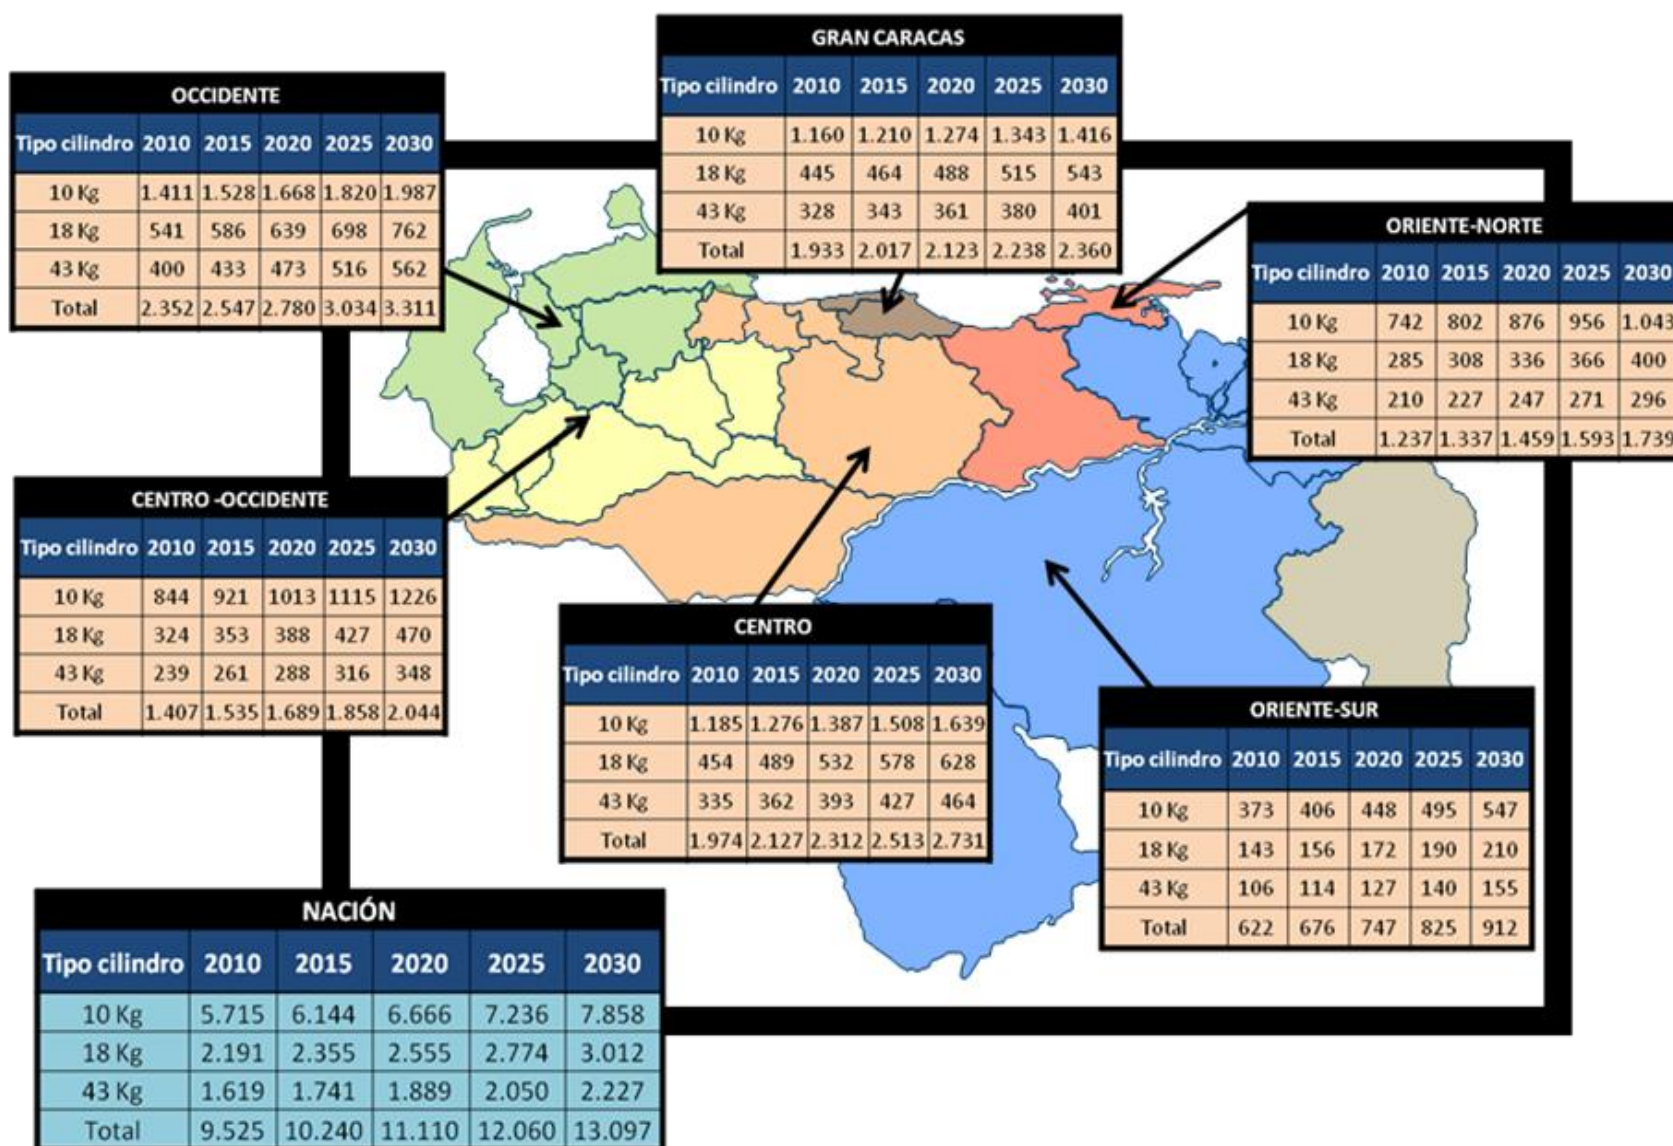 GRAN CARACAS
Tipo cilindro 2010 2015 2020 2025 2030
10 Kg 1.160 1.210 1.274 1.343 1.416
18 Kg 445 464 488 515 543
43 Kg 328 343 361 380 401
Total 1.933 2.017 2.123 2.238 2.360
OCCIDENTE
Tipo cilindro 2010 2015 2020 2025 2030
10 Kg 1.411 1.528 1.668 1.820 1.987
18 Kg 541 586 639 698 762
43 Kg 400 433 473 516 562
Total 2.352 2.547 2.780 3.034 3.311
ORIENTE-NORTE
Tipo cilindro 2010 2015 2020 2025 2030
10 Kg 742 802 876 956 1.043
18 Kg 285 308 336 366 400
43 Kg 210 227 247 271 296
Total 1.237 1.337 1.459 1.593 1.739
CENTRO -OCCIDENTE
Tipo cilindro 2010 2015 2020 2025 2030
10 Kg 844 921 1013 1115 1226
18 Kg 324 353 388 427 470
43 Kg 239 261 288 316 348
Total 1.407 1.535 1.689 1.858 2.044
CENTRO
Tipo cilindro 2010 2015 2020 2025 2030
10 Kg 1.185 1.276 1.387 1.508 1.639
18 Kg 454 489 532 578 628
43 Kg 335 362 393 427 464
Total 1.974 2.127 2.312 2.513 2.731
ORIENTE-SUR
Tipo cilindro 2010 2015 2020 2025 2030
10 Kg 373 406 448 495 547
18 Kg 143 156 172 190 210
43 Kg 106 114 127 140 155
Total 622 676 747 825 912
NACIÓN
Tipo cilindro 2010 2015 2020 2025 2030
10 Kg 5.715 6.144 6.666 7.236 7.858
18 Kg 2.191 2.355 2.555 2.774 3.012
43 Kg 1.619 1.741 1.889 2.050 2.227
Total 9.525 10.240 11.110 12.060 13.097